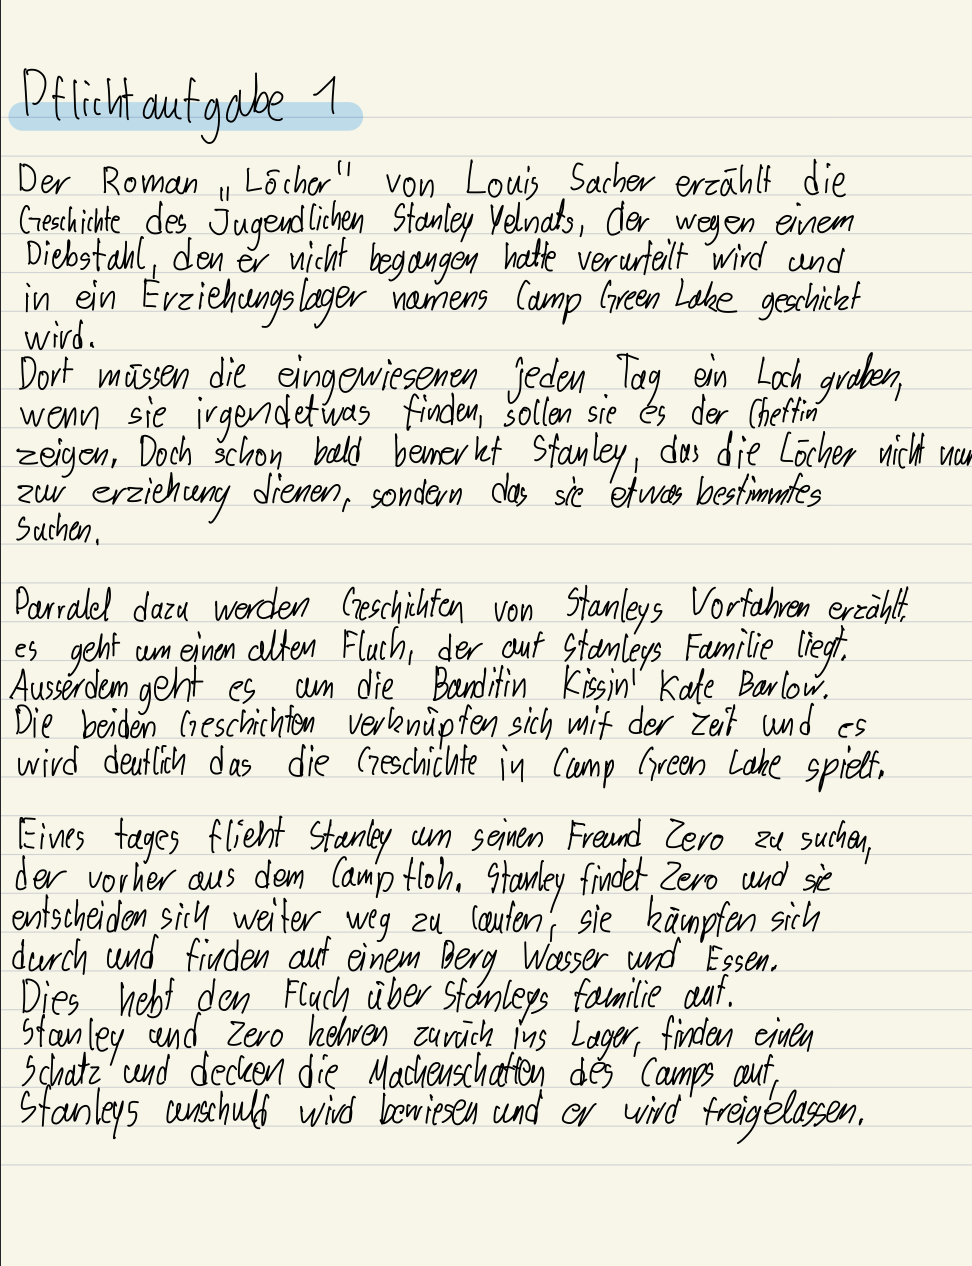 Pflichtaufgabe 1
Der Roman „Löcher" von Louis Sacher erzählt die
Geschichte des Jugendlichen Stanley Yelnats, der wegen einem
Diebstahl, den er nicht begangen hatte verurteilt wird und
in ein Erziehungslager namens Camp Green Lake geschickt
wird.
Dort müssen die eingewiesenen jeden Tag ein Loch graben,
wenn sie irgendetwas finden, sollen sie es der Cheffin
zeigen. Doch schon bald bemerkt Stanley, das die Löcher nicht nur
zur erziehung dienen, sondern das sie etwas bestimmtes
Suchen.
Parralel dazu werden Geschichten von Stanleys Vorfahren erzählt,
es geht um einen alten Fluch, der auf Stanleys Familie liegt.
Ausserdem geht es um die Banditin Kissin' Kate Barlow.
Die beiden Geschichten verknüpfen sich mit der Zeit und es
wird deutlich das die Geschichte in Camp Green Lake spielt.
Eines tages flieht Stanley um seinen Freund Zero zu suchen,
der vorher aus dem Camp floh. Stanley findet Zero und sie
entscheiden sich weiter weg zu laufen, sie kämpfen sich
durch und finden auf einem Berg Wasser und Essen.
Dies hebt den Fluch über Stanleys familie auf.
Stanley und Zero kehren zurück ins Lager, finden einen
Schatz und decken die Machenschaften des Camps auf,
Stanleys unschuld wird bewiesen und er wird freigelassen.